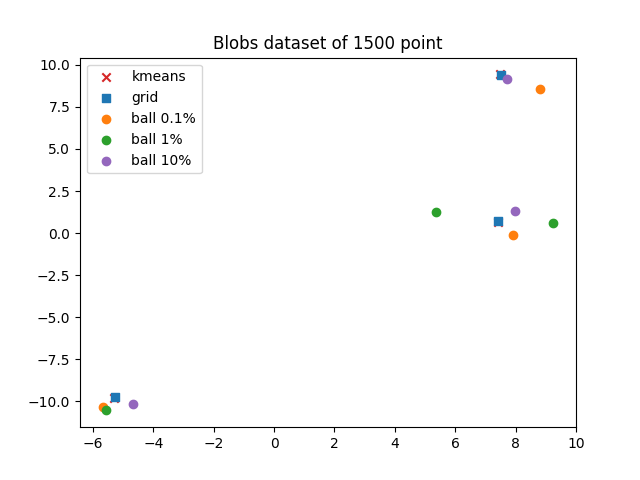 Blobs dataset of 1500 point
kmeans
grid
ball 0.1%
ball 1%
ball 10%
10.0
7.5
5.0
2.5
0.0
−2.5
−5.0
−7.5
−10.0
−6 −4 −2 0 2 4 6 8 10